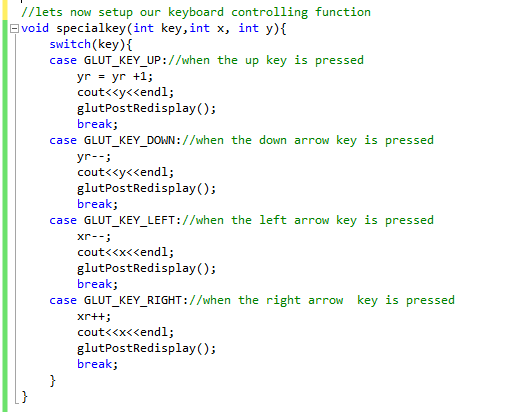 //lets now setup our keyboard controlling function
void specialkey(int key,int x, int y){
    switch(key){
    case GLUT_KEY_UP://when the up key is pressed
        yr = yr +1;
        cout<<y<<endl;
        glutPostRedisplay();
        break;
    case GLUT_KEY_DOWN://when the down arrow key is pressed
        yr--;
        cout<<y<<endl;
        glutPostRedisplay();
        break;
    case GLUT_KEY_LEFT://when the left arrow key is pressed
        xr--;
        cout<<x<<endl;
        glutPostRedisplay();
        break;
    case GLUT_KEY_RIGHT://when the right arrow  key is pressed
        xr++;
        cout<<x<<endl;
        glutPostRedisplay();
        break;
    }
}